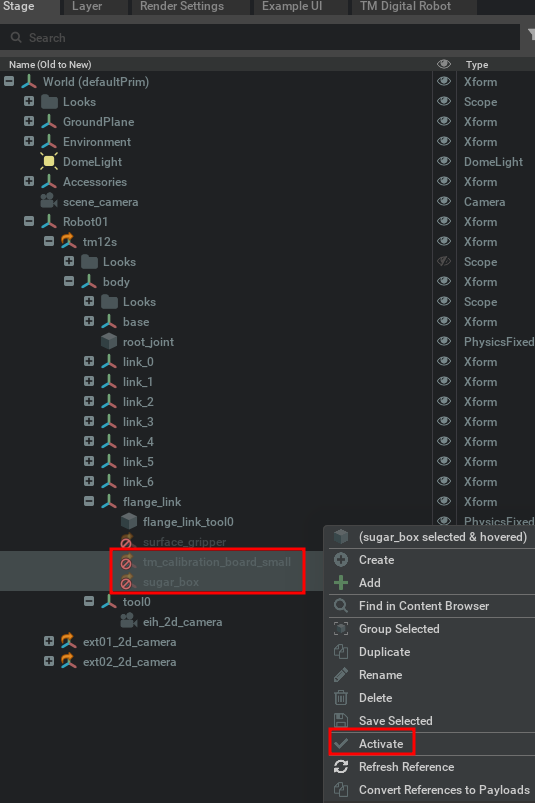 Stage Layer Render Settings Example UI TM Digital Robot
Search
Name (Old to New) Type
World (defaultPrim) Xform
Looks Scope
GroundPlane Xform
Environment Xform
DomeLight DomeLight
Accessories Xform
scene_camera Camera
Robot01 Xform
tm12s Xform
Looks Scope
body Xform
Looks Scope
base Xform
root_joint PhysicsFixed
link_0 Xform
link_1 Xform
link_2 Xform
link_3 Xform
link_4 Xform
link_5 Xform
link_6 Xform
flange_link Xform
flange_link_tool0 PhysicsFixed
surface_gripper
tm_calibration_board_small
sugar_box
tool0
eih_2d_camera
ext01_2d_camera
ext02_2d_camera
(sugar_box selected & hovered)
Create
Add
Find in Content Browser
Group Selected
Duplicate
Rename
Delete
Save Selected
Activate
Refresh Reference
Convert References to Payloads